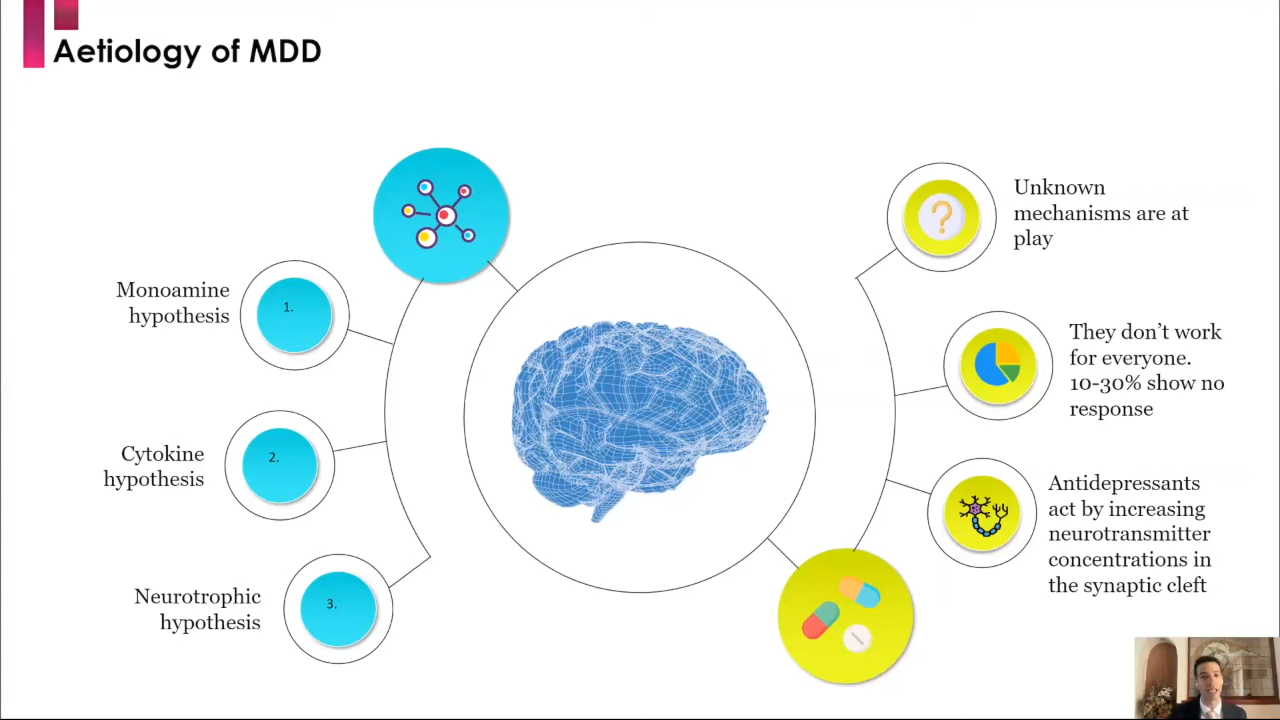 Aetiology of MDD
Monoamine
hypothesis
1.
Cytokine
hypothesis
2.
Neurotrophic
hypothesis
3.
Unknown
mechanisms are at
play
They don’t work
for everyone.
10-30% show no
response
Antidepressants
act by increasing
neurotransmitter
concentrations in
the synaptic cleft